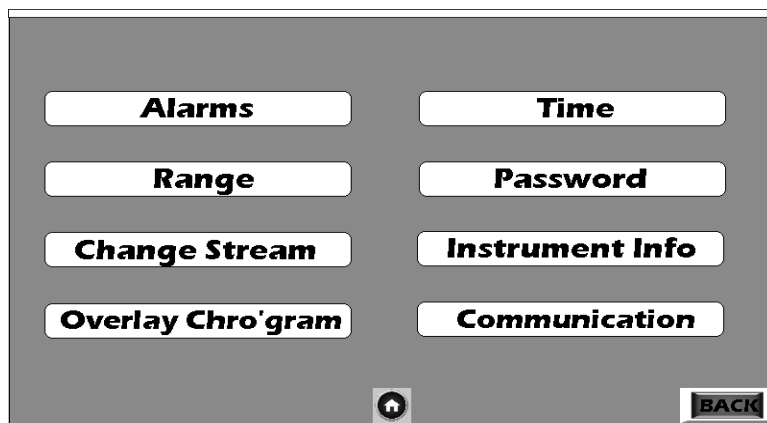 Alarms
Time
Range
Password
Change Stream
Instrument Info
Overlay Chro'gram
Communication
BACK